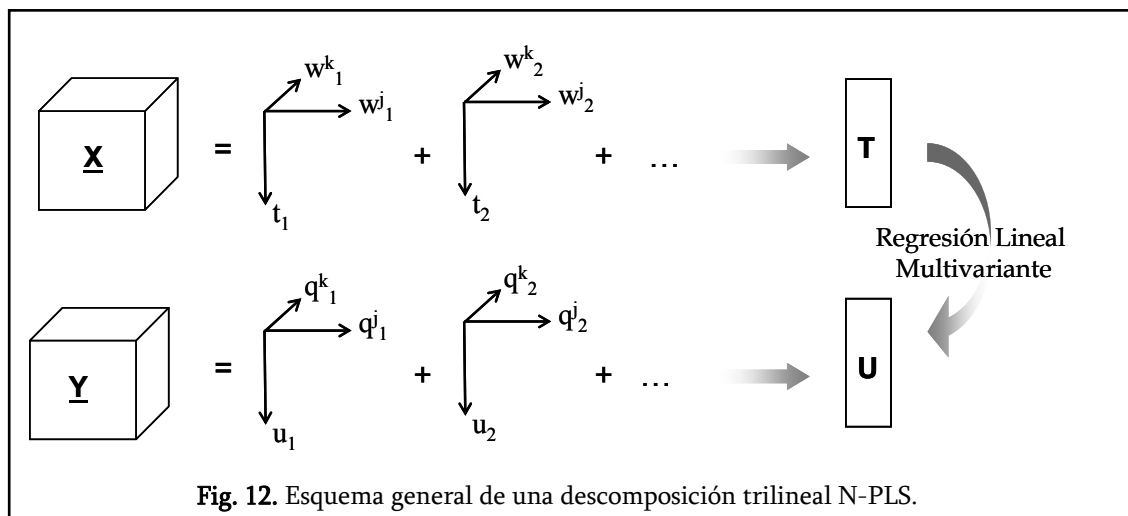 X = w^k_1 w^j_1 t_1 + w^k_2 w^j_2 t_2 + ... T
Regresión Lineal
Multivariante
Y = q^k_1 q^j_1 u_1 + q^k_2 q^j_2 u_2 + ... U
Fig. 12. Esquema general de una descomposición trilineal N-PLS.